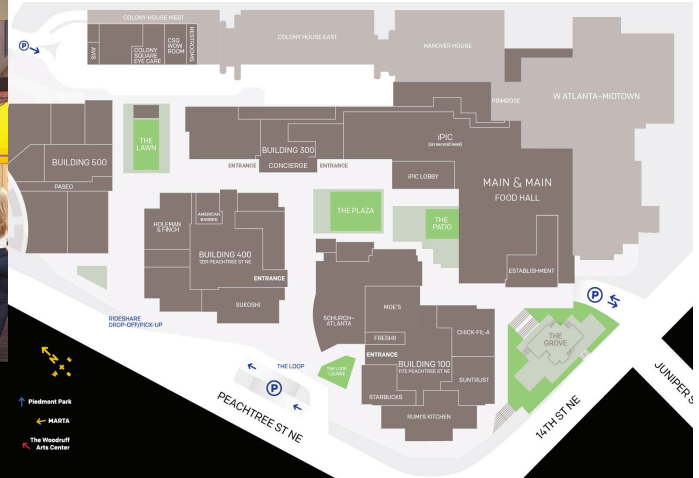 COLONY HOUSE WEST
COLONY HOUSE EAST
HANOVER HOUSE
P
AVIS
COLONY
SQUARE
EYE CARE
CSQ
WOW
ROOM
RESTROOMS
PRIMROSE
W ATLANTA–MIDTOWN
BUILDING 500
PASEO
THE
LAWN
BUILDING 300
ENTRANCE
CONCIERGE
ENTRANCE
iPIC
(on second level)
iPIC LOBBY
MAIN & MAIN
FOOD HALL
ESTABLISHMENT
HOLEMAN
& FINCH
AMERICAN
BARBER
BUILDING 400
1201 PEACHTREE ST NE
ENTRANCE
SUKOSHI
THE PLAZA
THE
PATIO
RIDESHARE
DROP-OFF/PICK-UP
5CHURCH–
ATLANTA
MOE'S
FRESHII
CHICK-FIL-A
ENTRANCE
BUILDING 100
1175 PEACHTREE ST NE
SUNTRUST
STARBUCKS
RUMI'S KITCHEN
THE LOOP
LOUNGE
THE LOOP
P
PEACHTREE ST NE
THE
GROVE
P
14TH ST NE
JUNIPER S
N
Piedmont Park
MARTA
The Woodruff
Arts Center